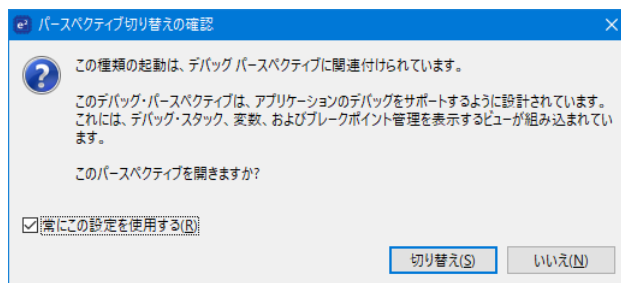 e² パースペクティブ切り替えの確認
この種類の起動は、デバッグ パースペクティブに関連付けられています。
このデバッグ・パースペクティブは、アプリケーションのデバッグをサポートするように設計されています。
これには、デバッグ・スタック、変数、およびブレークポイント管理を表示するビューが組み込まれてい
ます。
このパースペクティブを開きますか?
常にこの設定を使用する(R)
切り替え(S) いいえ(N)